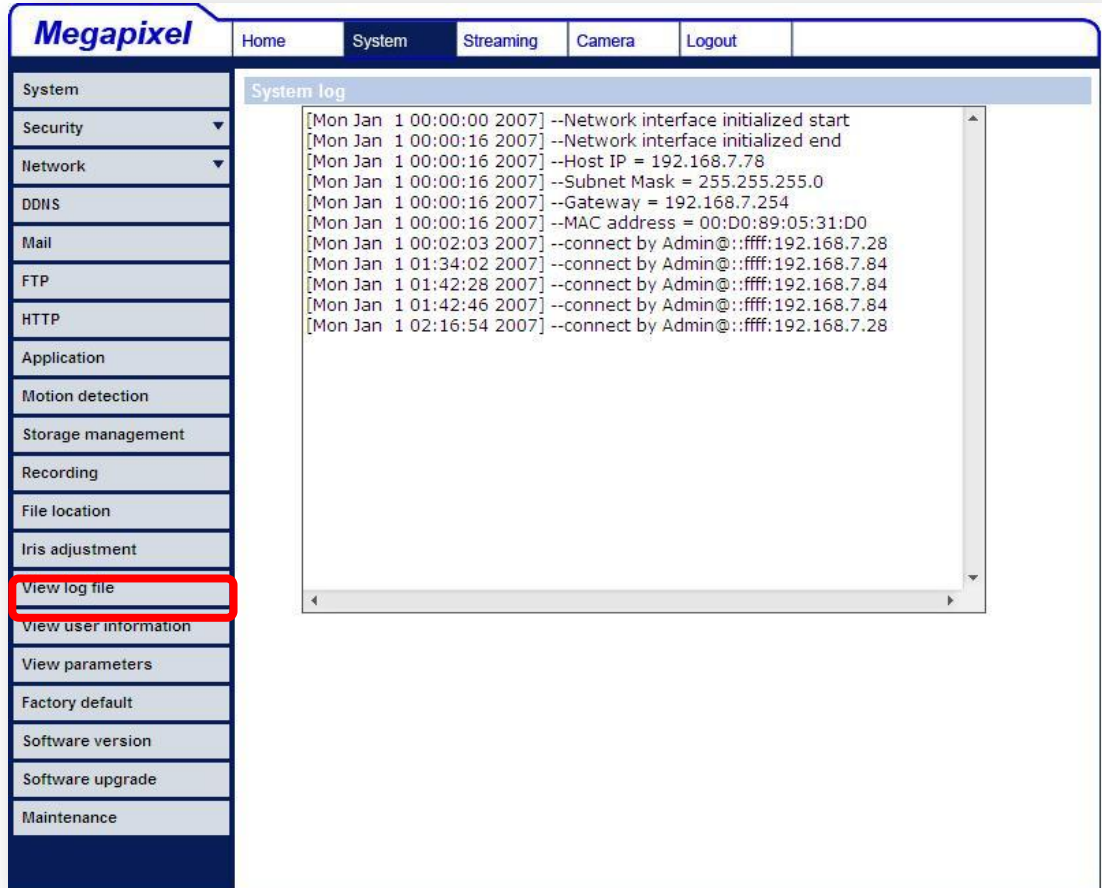 Megapixel
Home System Streaming Camera Logout
System
Security
Network
DDNS
Mail
FTP
HTTP
Application
Motion detection
Storage management
Recording
File location
Iris adjustment
View log file
View user information
View parameters
Factory default
Software version
Software upgrade
Maintenance
System log
[Mon Jan 1 00:00:00 2007] --Network interface initialized start
[Mon Jan 1 00:00:16 2007] --Network interface initialized end
[Mon Jan 1 00:00:16 2007] --Host IP = 192.168.7.78
[Mon Jan 1 00:00:16 2007] --Subnet Mask = 255.255.255.0
[Mon Jan 1 00:00:16 2007] --Gateway = 192.168.7.254
[Mon Jan 1 00:00:16 2007] --MAC address = 00:D0:89:05:31:D0
[Mon Jan 1 00:02:03 2007] --connect by Admin@::ffff:192.168.7.28
[Mon Jan 1 01:34:02 2007] --connect by Admin@::ffff:192.168.7.84
[Mon Jan 1 01:42:28 2007] --connect by Admin@::ffff:192.168.7.84
[Mon Jan 1 01:42:46 2007] --connect by Admin@::ffff:192.168.7.84
[Mon Jan 1 02:16:54 2007] --connect by Admin@::ffff:192.168.7.28